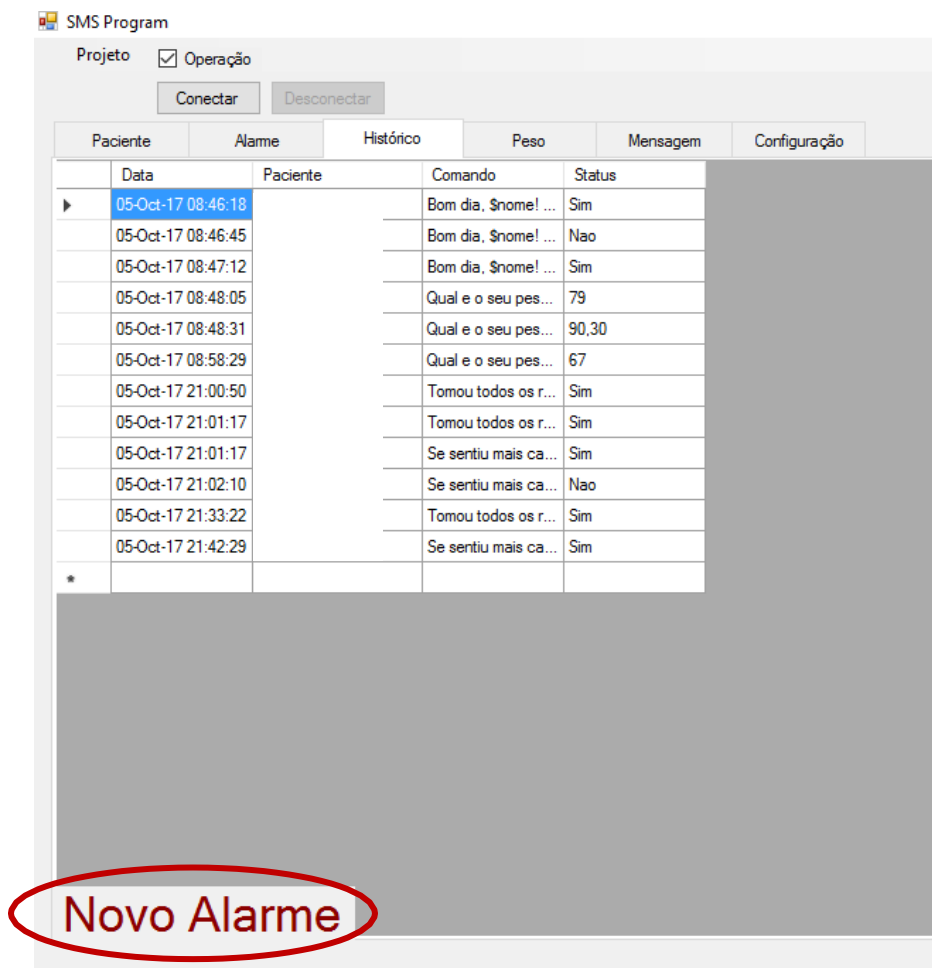 SMS Program
Projeto Operação
Conectar Desconectar
Paciente Alarme Histórico Peso Mensagem Configuração
Data Paciente Comando Status
05-Oct-17 08:46:18 Bom dia, $nome! ... Sim
05-Oct-17 08:46:45 Bom dia, $nome! ... Nao
05-Oct-17 08:47:12 Bom dia, $nome! ... Sim
05-Oct-17 08:48:05 Qual e o seu pes... 79
05-Oct-17 08:48:31 Qual e o seu pes... 90,30
05-Oct-17 08:58:29 Qual e o seu pes... 67
05-Oct-17 21:00:50 Tomou todos os r... Sim
05-Oct-17 21:01:17 Tomou todos os r... Sim
05-Oct-17 21:01:17 Se sentiu mais ca... Sim
05-Oct-17 21:02:10 Se sentiu mais ca... Nao
05-Oct-17 21:33:22 Tomou todos os r... Sim
05-Oct-17 21:42:29 Se sentiu mais ca... Sim
*
Novo Alarme